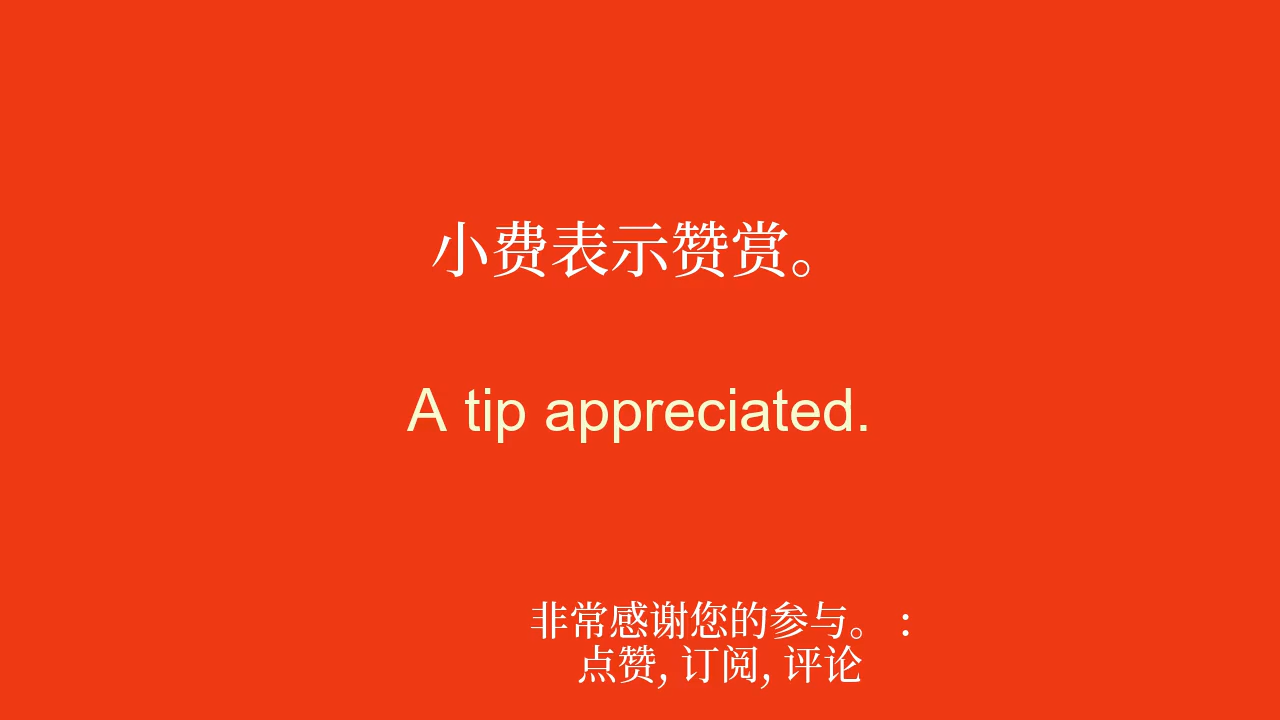 小费表示赞赏。
A tip appreciated.
非常感谢您的参与。 :
点赞, 订阅, 评论